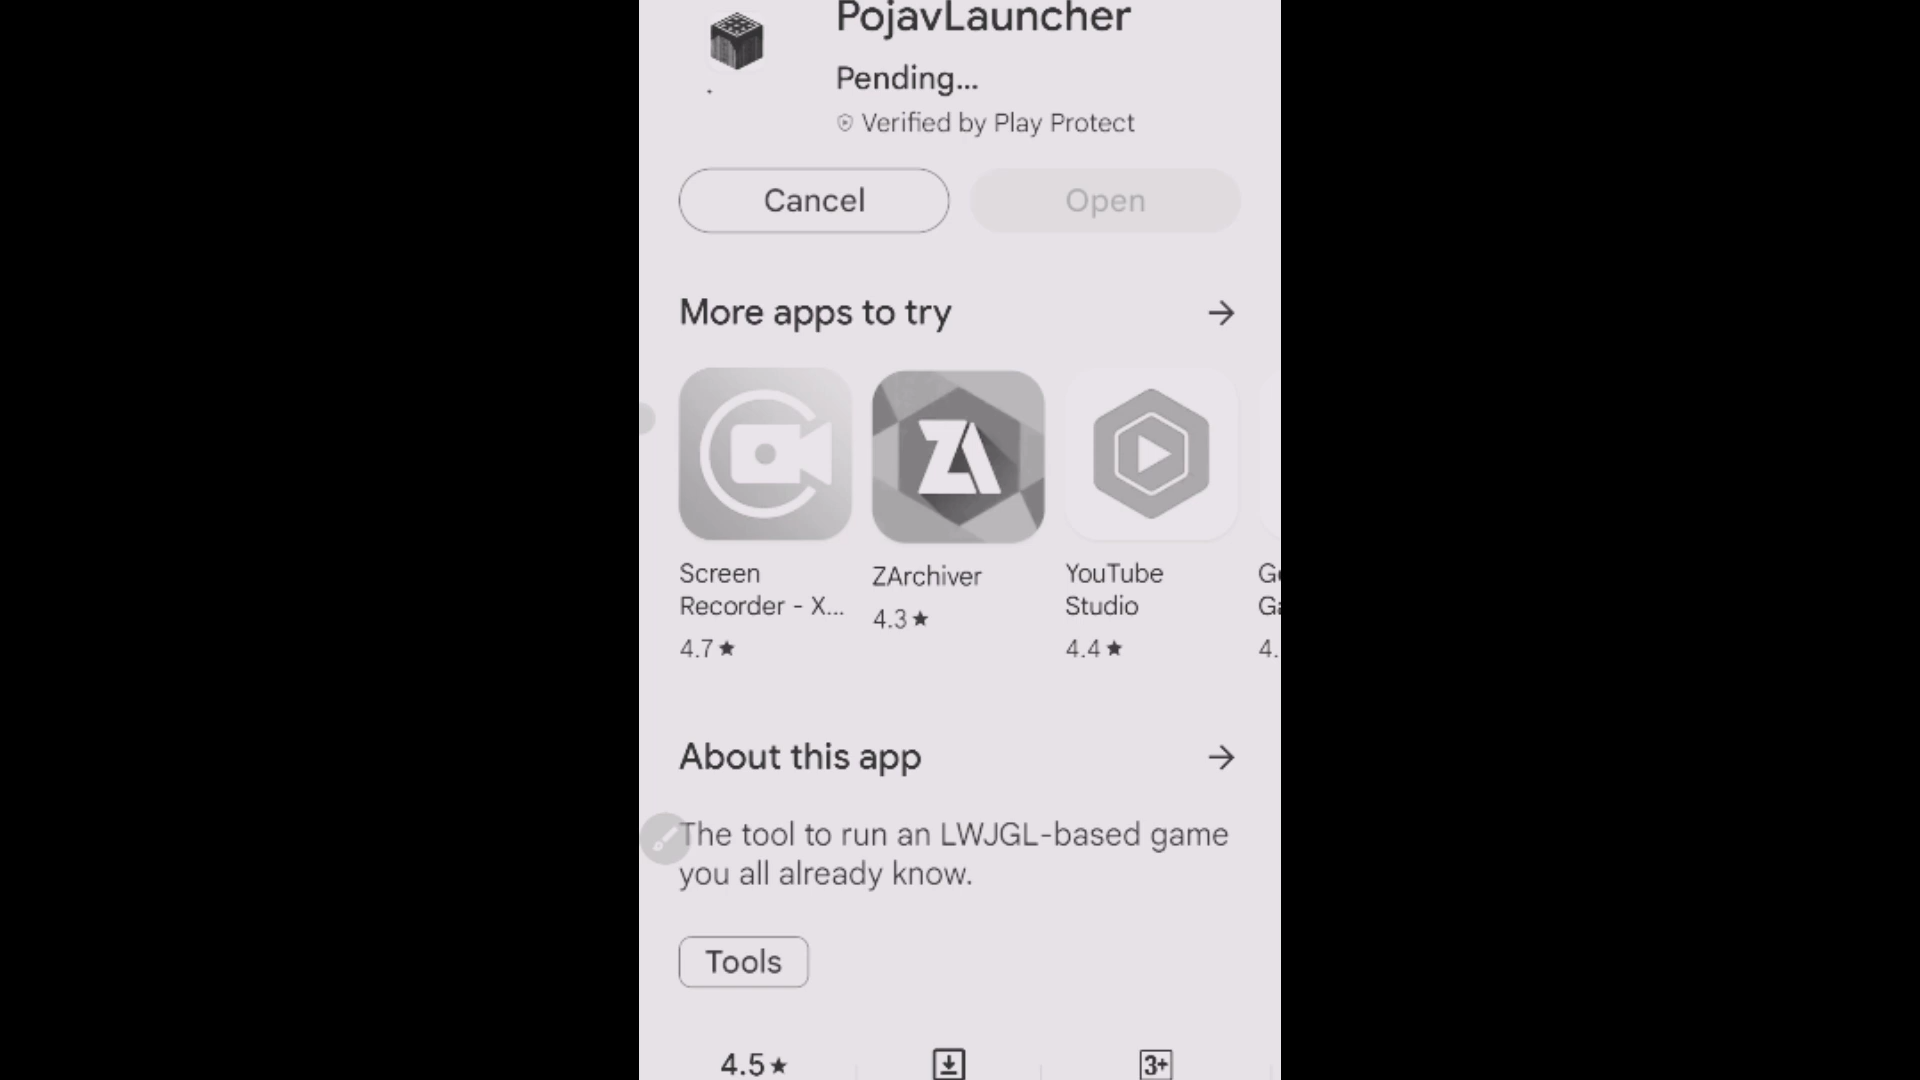 PojavLauncher
Pending...
Verified by Play Protect
Cancel
Open
More apps to try
Screen
Recorder - X...
4.7★
ZArchiver
4.3★
YouTube
Studio
4.4★
4.
About this app
The tool to run an LWJGL-based game
you all already know.
Tools
4.5★
3+